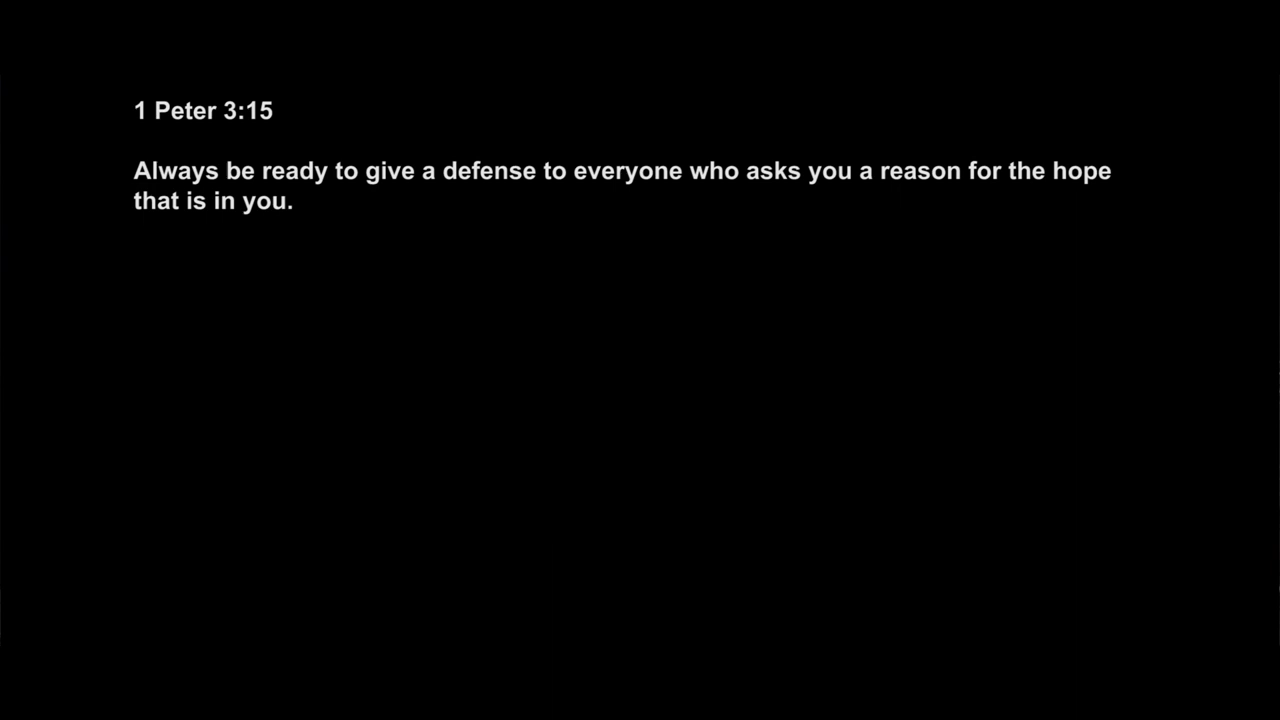 1 Peter 3:15
Always be ready to give a defense to everyone who asks you a reason for the hope
that is in you.